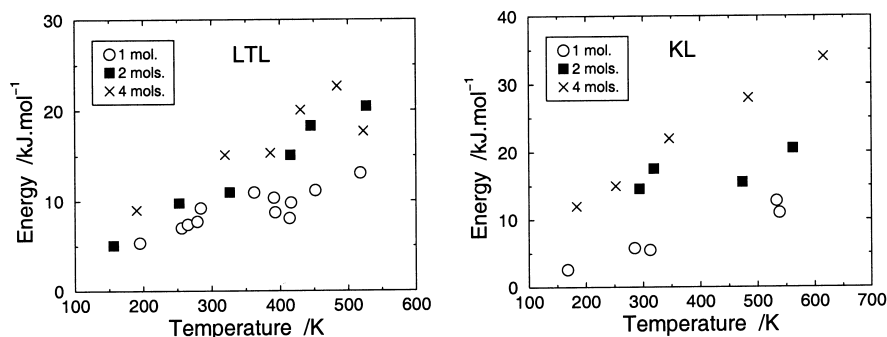 30
20
10
0
Energy /kJ.mol⁻¹
1 mol.
2 mols.
4 mols.
LTL
100 200 300 400 500 600
Temperature /K
40
30
20
10
0
Energy /kJ.mol⁻¹
1 mol.
2 mols.
4 mols.
KL
100 200 300 400 500 600 700
Temperature /K